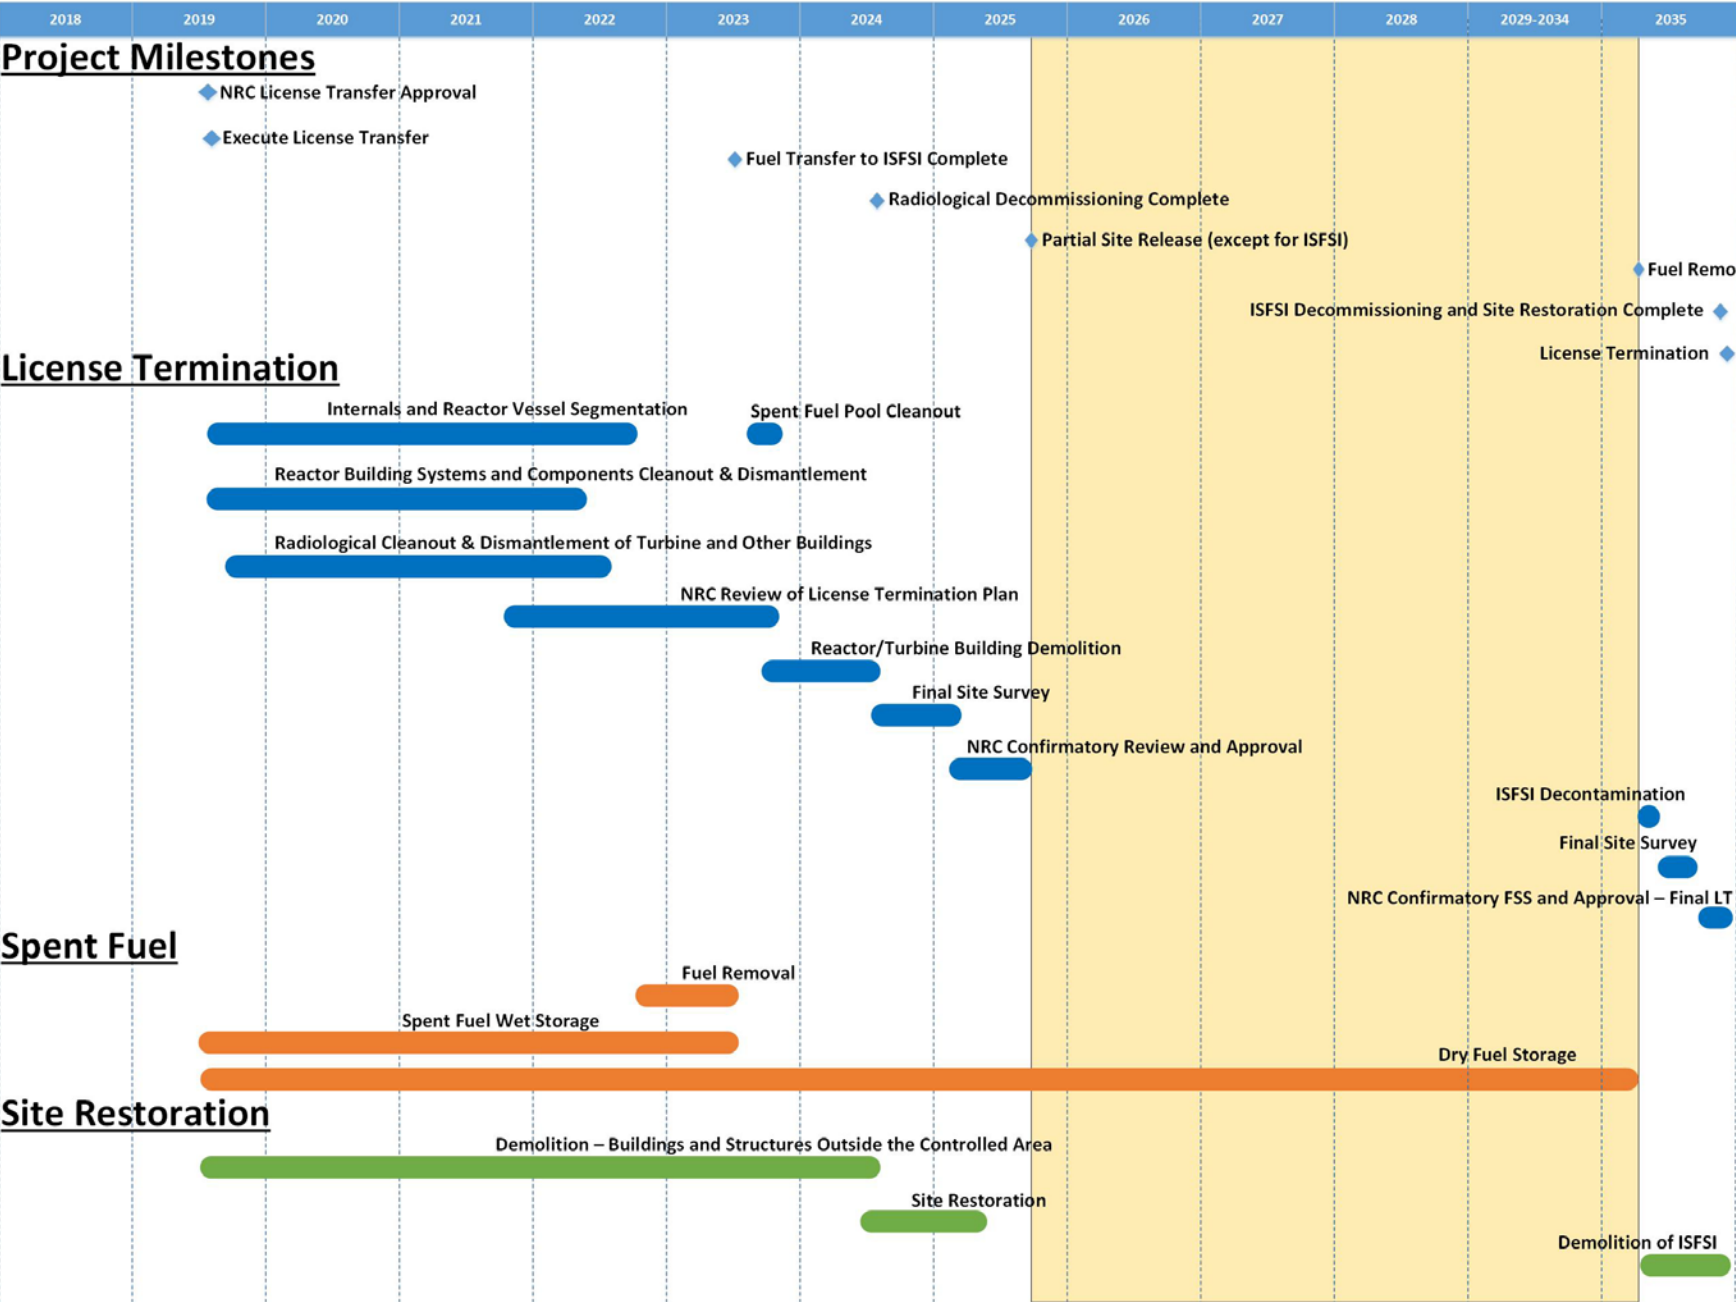 2018 2019 2020 2021 2022 2023 2024 2025 2026 2027 2028 2029-2034 2035
Project Milestones
NRC License Transfer Approval
Execute License Transfer
Fuel Transfer to ISFSI Complete
Radiological Decommissioning Complete
Partial Site Release (except for ISFSI)
Fuel Remo
ISFSI Decommissioning and Site Restoration Complete
License Termination
License Termination
Internals and Reactor Vessel Segmentation
Spent Fuel Pool Cleanout
Reactor Building Systems and Components Cleanout & Dismantlement
Radiological Cleanout & Dismantlement of Turbine and Other Buildings
NRC Review of License Termination Plan
Reactor/Turbine Building Demolition
Final Site Survey
NRC Confirmatory Review and Approval
ISFSI Decontamination
Final Site Survey
NRC Confirmatory FSS and Approval – Final LT
Spent Fuel
Fuel Removal
Spent Fuel Wet Storage
Dry Fuel Storage
Site Restoration
Demolition – Buildings and Structures Outside the Controlled Area
Site Restoration
Demolition of ISFSI